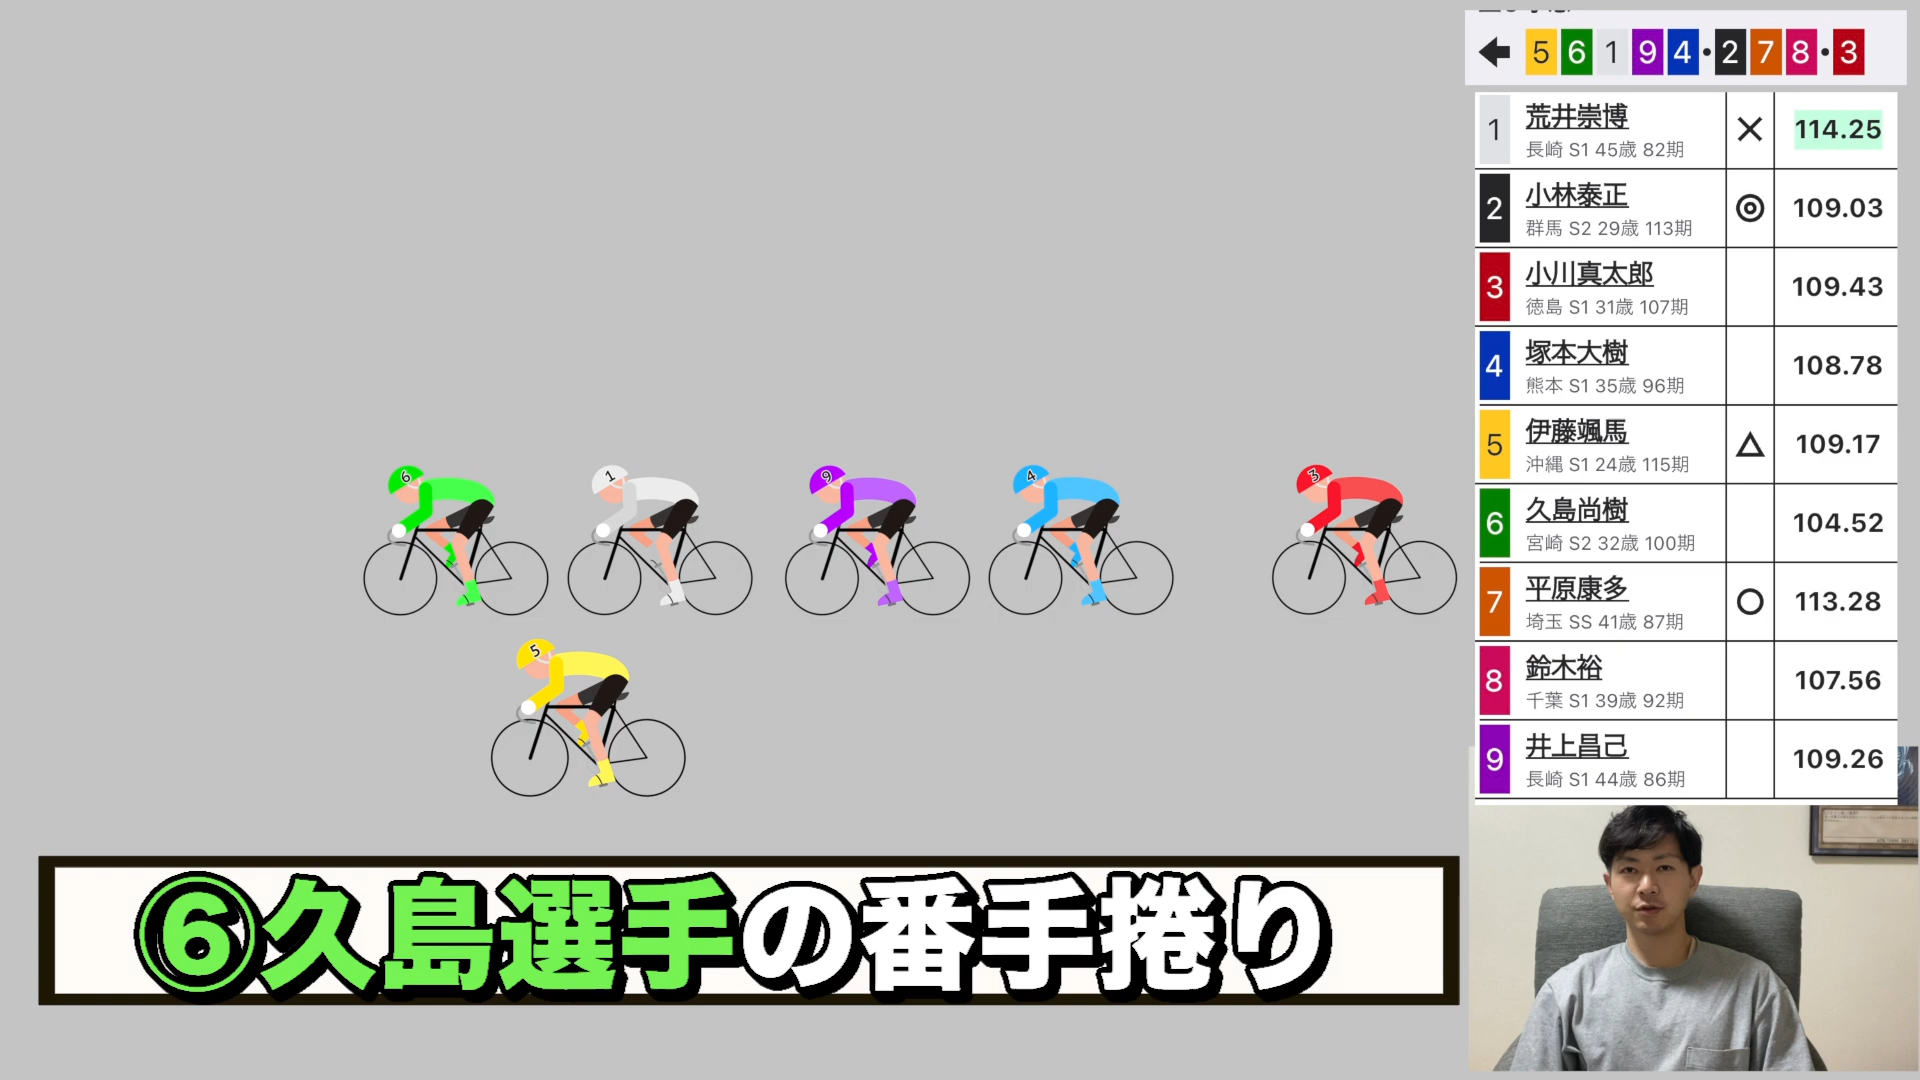 5 6 1 9 4・2 7 8・3
1 荒井崇博 × 114.25
長崎 S1 45歳 82期
2 小林泰正 ◎ 109.03
群馬 S2 29歳 113期
3 小川真太郎 109.43
徳島 S1 31歳 107期
4 塚本大樹 108.78
熊本 S1 35歳 96期
5 伊藤颯馬 △ 109.17
沖縄 S1 24歳 115期
6 久島尚樹 104.52
宮崎 S2 32歳 100期
7 平原康多 ○ 113.28
埼玉 SS 41歳 87期
8 鈴木裕 107.56
千葉 S1 39歳 92期
9 井上昌己 109.26
長崎 S1 44歳 86期
6 1 9 4 3
5
⑥久島選手の番手捲り